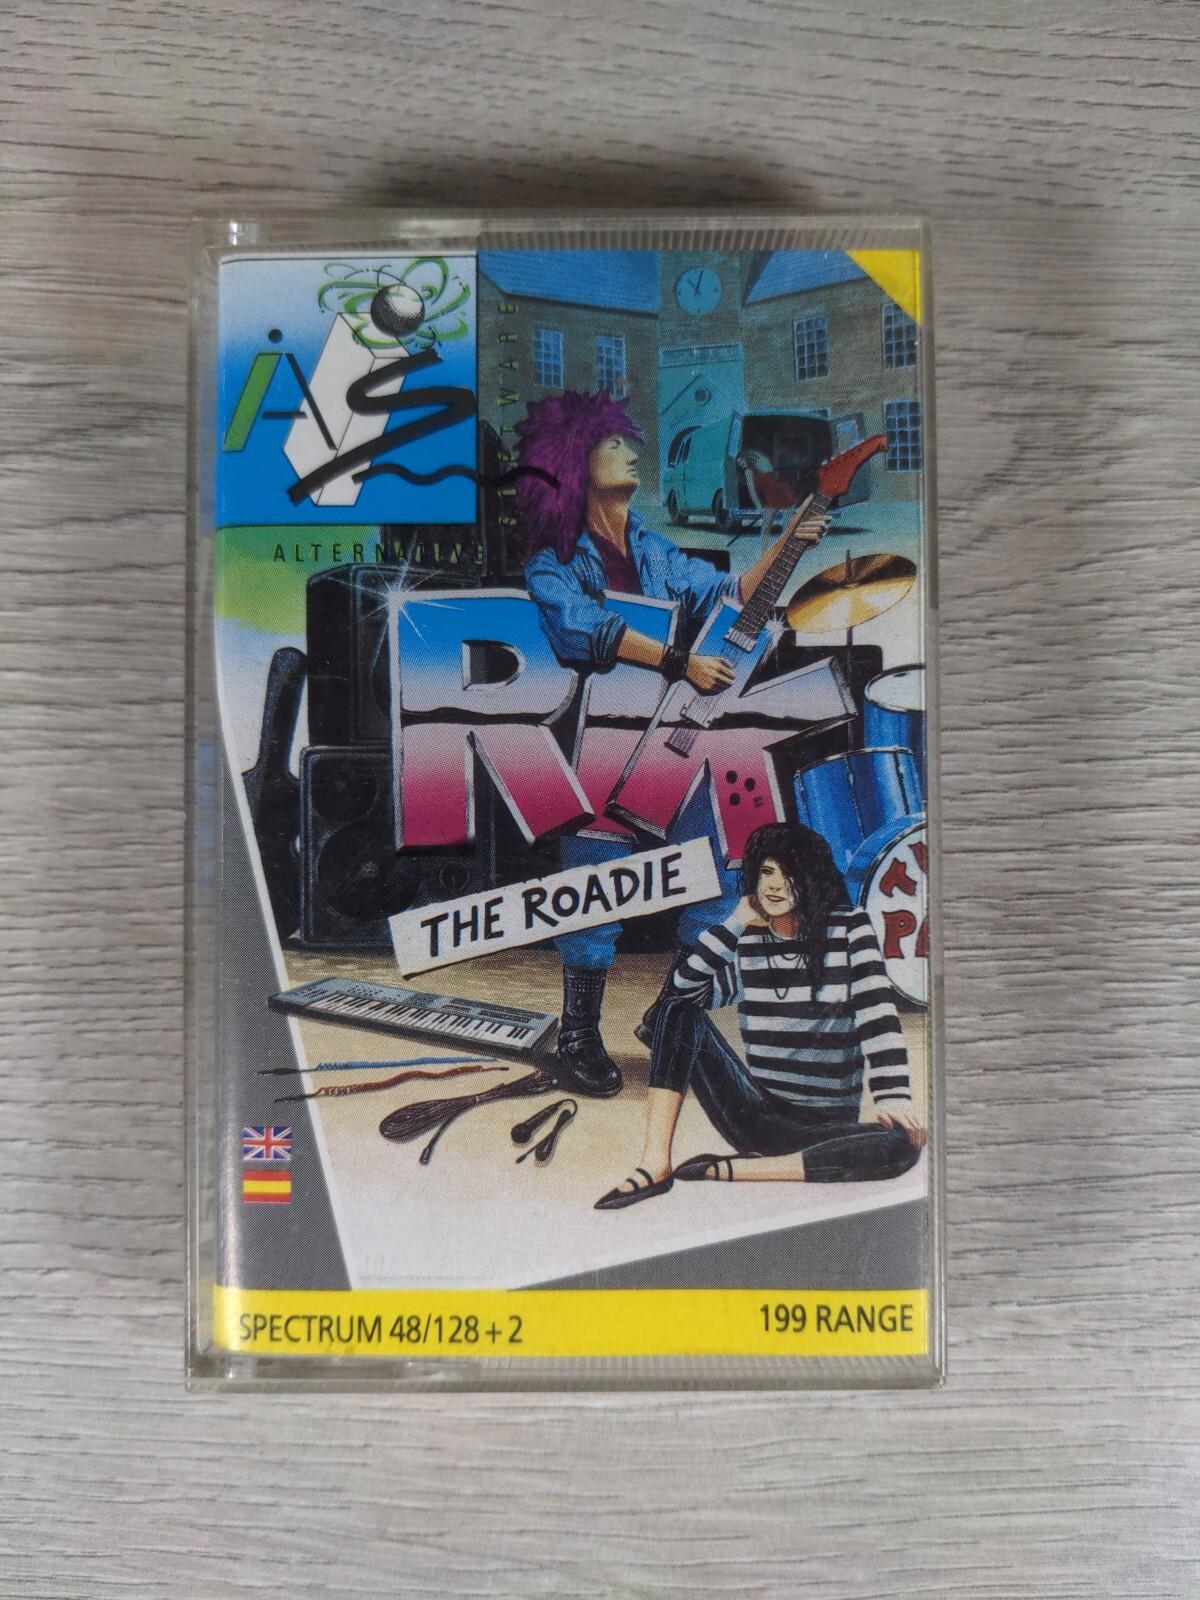 AS
SOFTWARE
ALTERNATIVE
RIK
THE ROADIE
SPECTRUM 48/128 + 2
199 RANGE